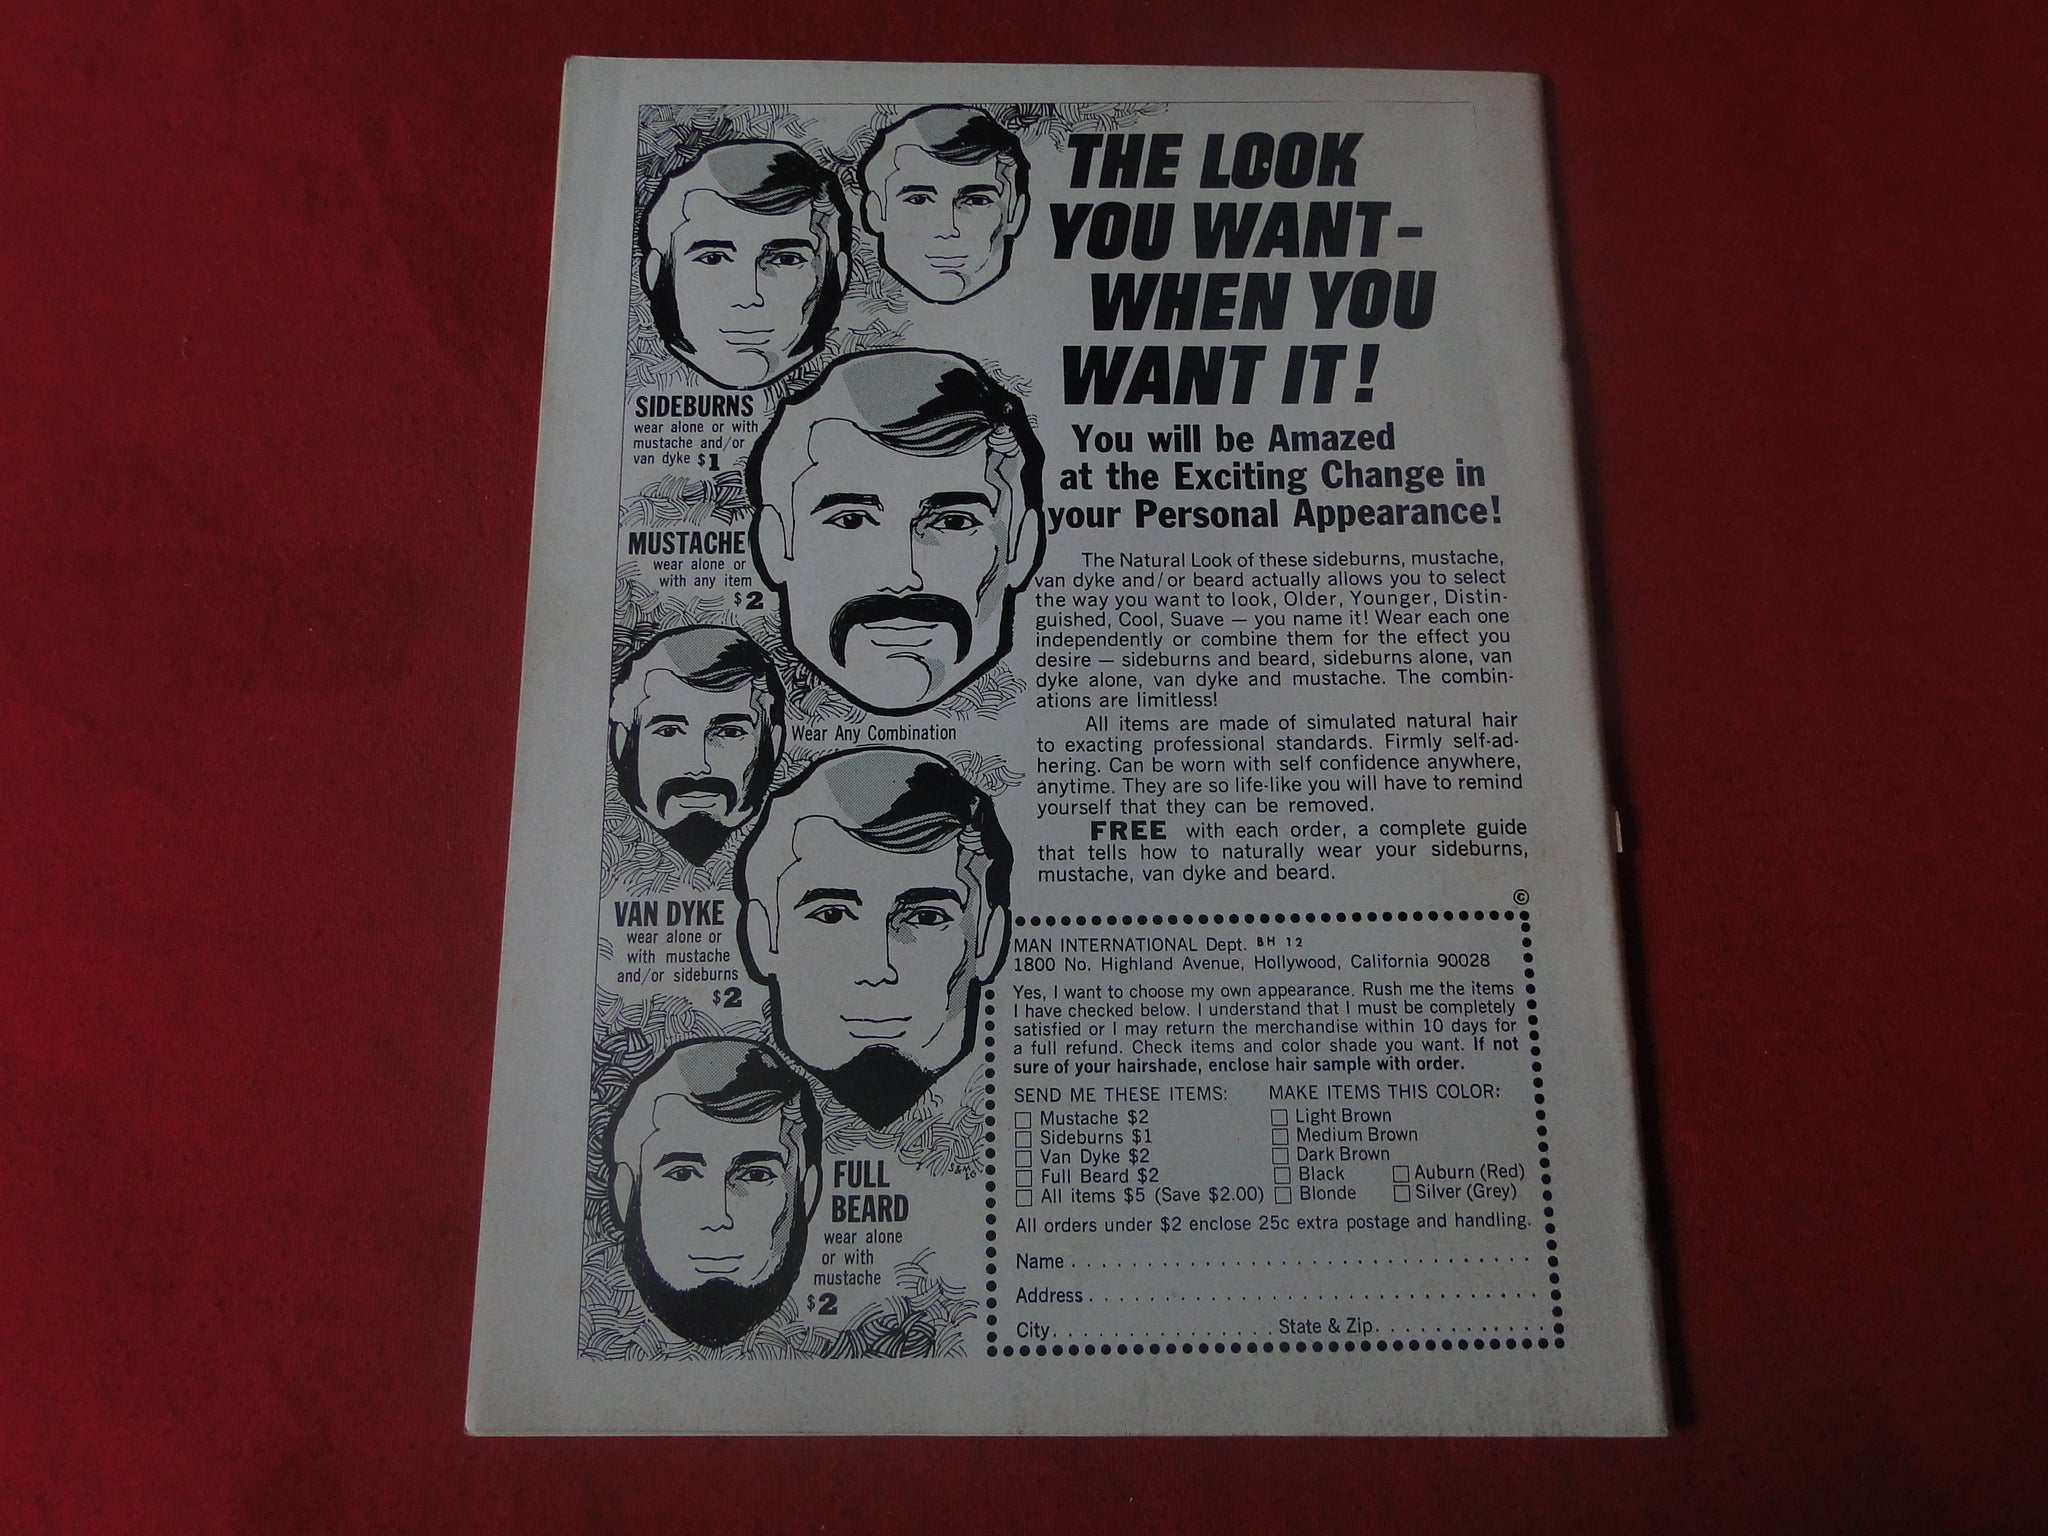 THE LOOK
YOU WANT-
WHEN YOU
WANT IT!
You will be Amazed
at the Exciting Change in
your Personal Appearance!
SIDEBURNS
wear alone or with
mustache and/or
van dyke $1
MUSTACHE
wear alone or
with any item
$2
Wear Any Combination
VAN DYKE
wear alone or
with mustache
and/or sideburns
$2
FULL
BEARD
wear alone
or with
mustache
$2
The Natural Look of these sideburns, mustache,
van dyke and/or beard actually allows you to select
the way you want to look, Older, Younger, Distin-
guished, Cool, Suave — you name it! Wear each one
independently or combine them for the effect you
desire — sideburns and beard, sideburns alone, van
dyke alone, van dyke and mustache. The combin-
ations are limitless!
All items are made of simulated natural hair
to exacting professional standards. Firmly self-ad-
hering. Can be worn with self confidence anywhere,
anytime. They are so life-like you will have to remind
yourself that they can be removed.
FREE with each order, a complete guide
that tells how to naturally wear your sideburns,
mustache, van dyke and beard.
©
MAN INTERNATIONAL Dept. BH 12
1800 No. Highland Avenue, Hollywood, California 90028
Yes, I want to choose my own appearance. Rush me the items
I have checked below. I understand that I must be completely
satisfied or I may return the merchandise within 10 days for
a full refund. Check items and color shade you want. If not
sure of your hairshade, enclose hair sample with order.
SEND ME THESE ITEMS:
Mustache $2
Sideburns $1
Van Dyke $2
Full Beard $2
All items $5 (Save $2.00)
MAKE ITEMS THIS COLOR:
Light Brown
Medium Brown
Dark Brown
Black
Auburn (Red)
Blonde
Silver (Grey)
All orders under $2 enclose 25c extra postage and handling.
Name
Address
City State & Zip